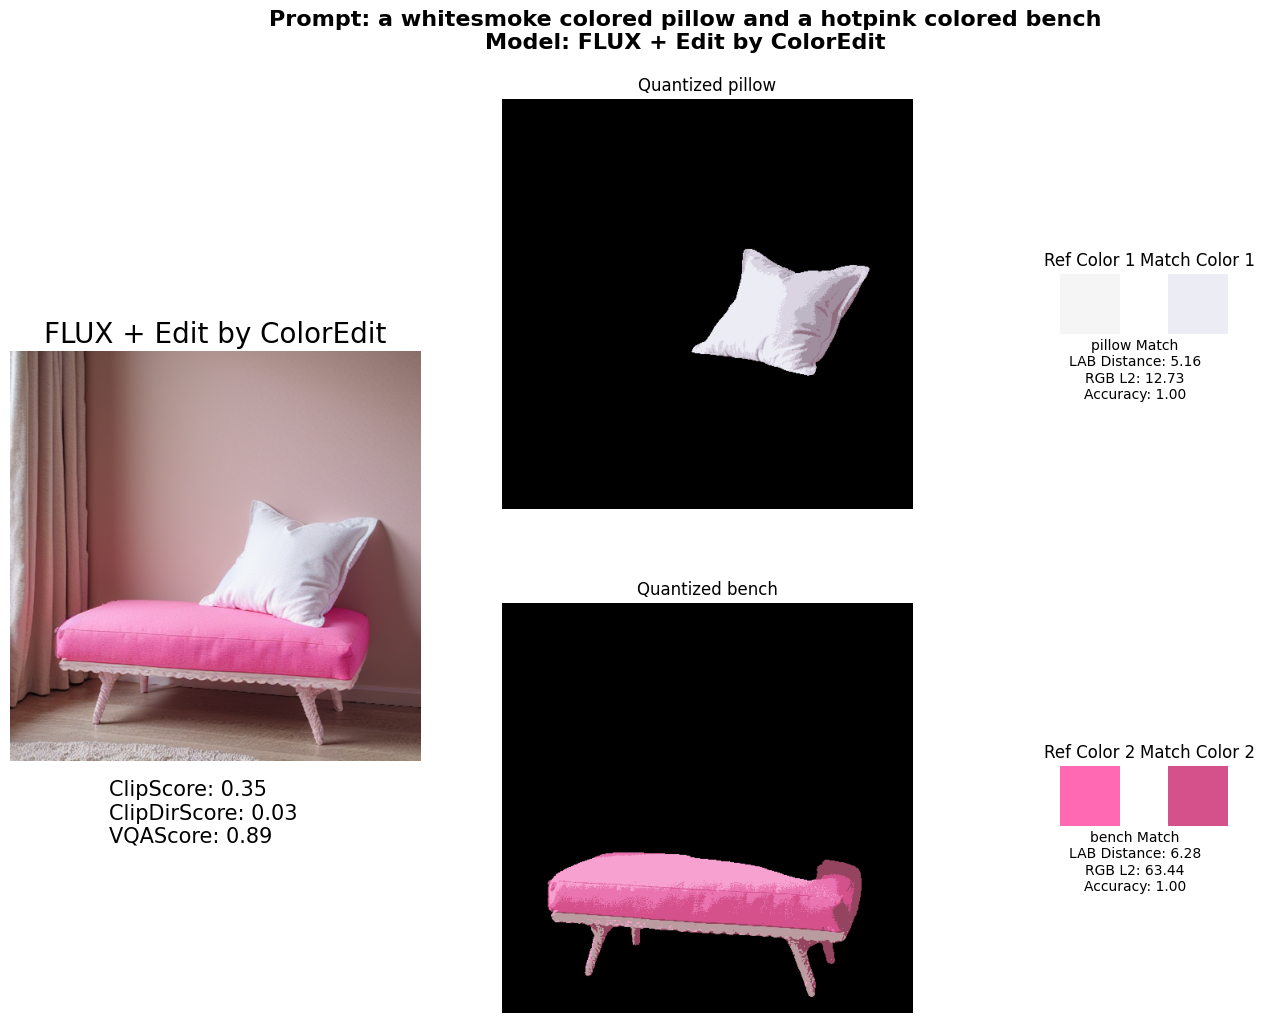 Prompt: a whitesmoke colored pillow and a hotpink colored bench
Model: FLUX + Edit by ColorEdit
Quantized pillow
Ref Color 1 Match Color 1
pillow Match
LAB Distance: 5.16
RGB L2: 12.73
Accuracy: 1.00
FLUX + Edit by ColorEdit
ClipScore: 0.35
ClipDirScore: 0.03
VQAScore: 0.89
Quantized bench
Ref Color 2 Match Color 2
bench Match
LAB Distance: 6.28
RGB L2: 63.44
Accuracy: 1.00